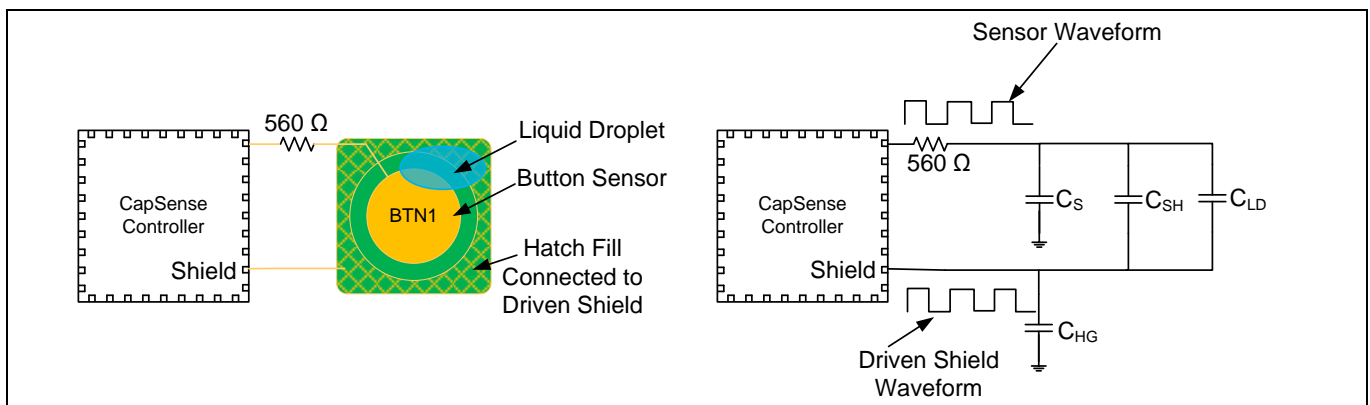 560 Ω
CapSense
Controller
Shield
BTN1
Liquid Droplet
Button Sensor
Hatch Fill
Connected to
Driven Shield
Sensor Waveform
560 Ω
CapSense
Controller
Shield
CS
CSH
CLD
CHG
Driven Shield
Waveform